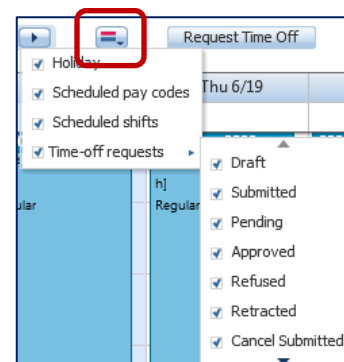 Request Time Off
Holiday
Thu 6/19
Scheduled pay codes
Scheduled shifts
Time-off requests
Draft
h]
Submitted
ular
Regular
Pending
Approved
Refused
Retracted
Cancel Submitted